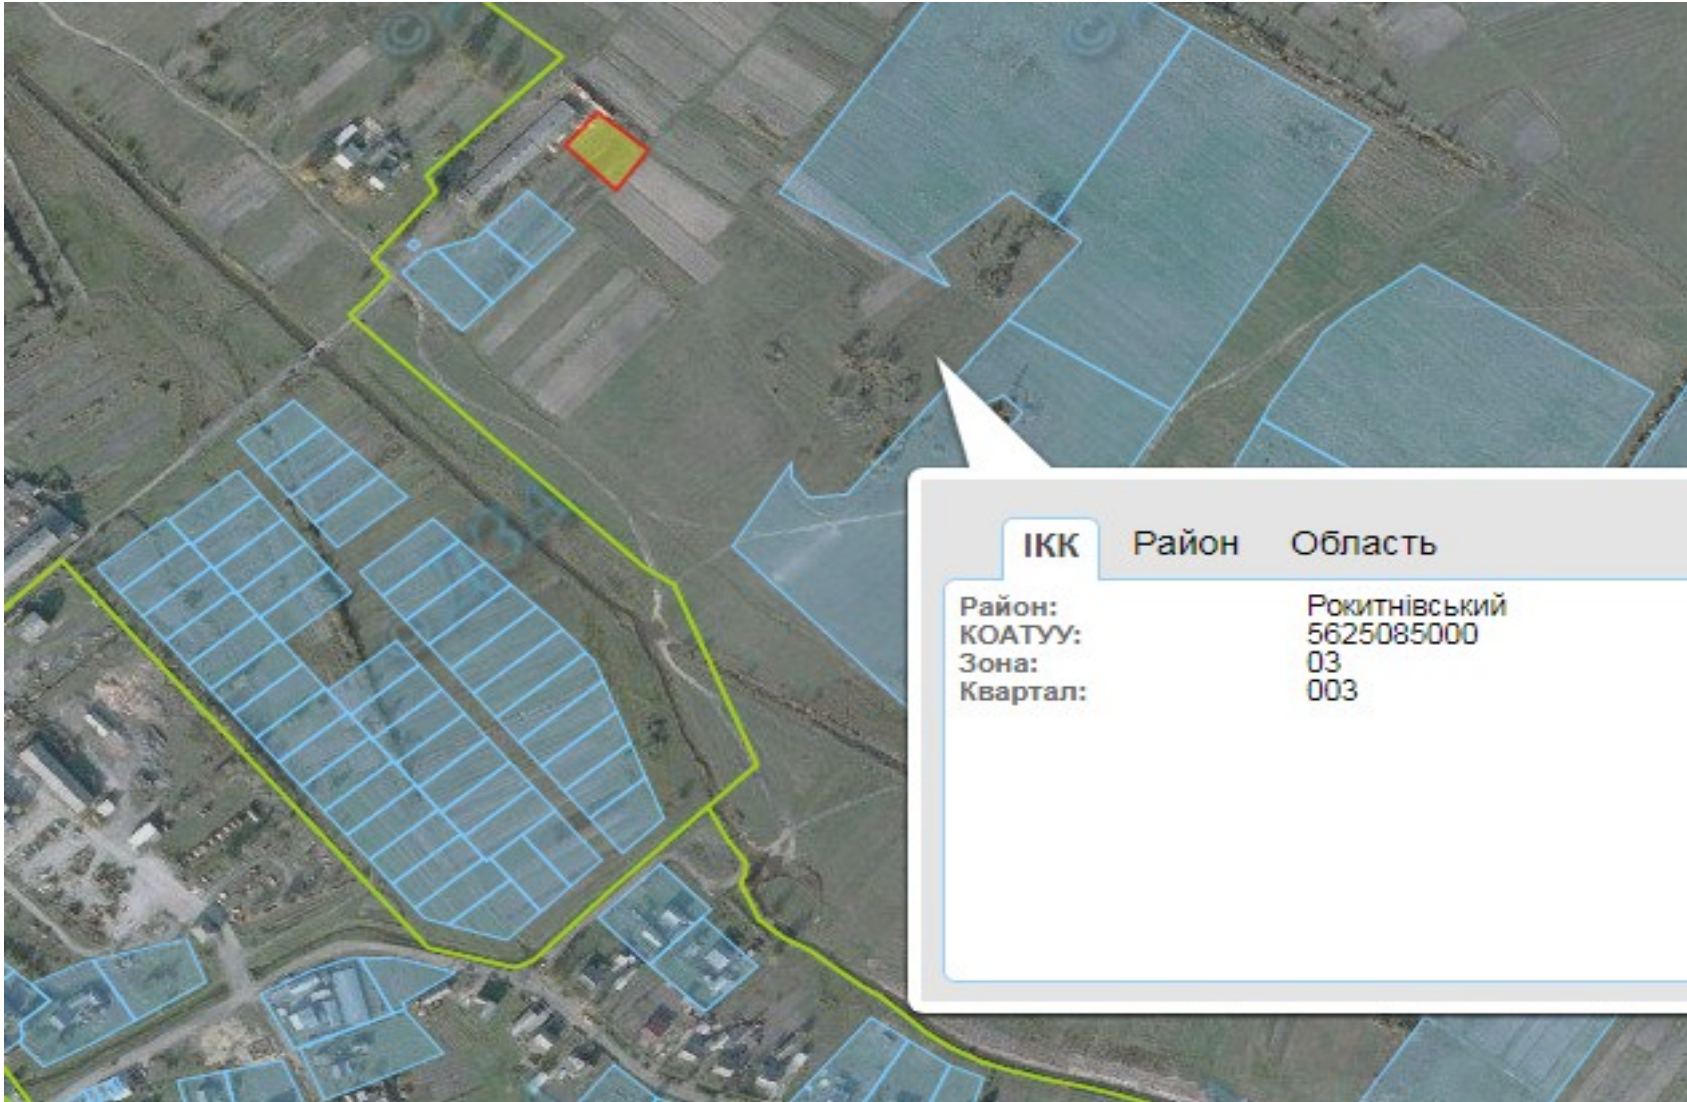 ІКК Район Область
Район: Рокитнівський
КОАТУУ: 5625085000
Зона: 03
Квартал: 003